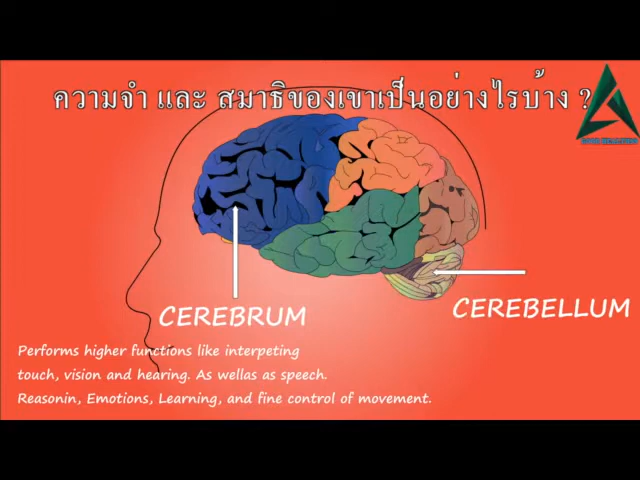 ความจำ และ สมาธิของเขาเป็นอย่างไรบ้าง ?
CEREBRUM
CEREBELLUM
Performs higher functions like interpeting
touch, vision and hearing. As wellas as speech.
Reasonin, Emotions, Learning, and fine control of movement.